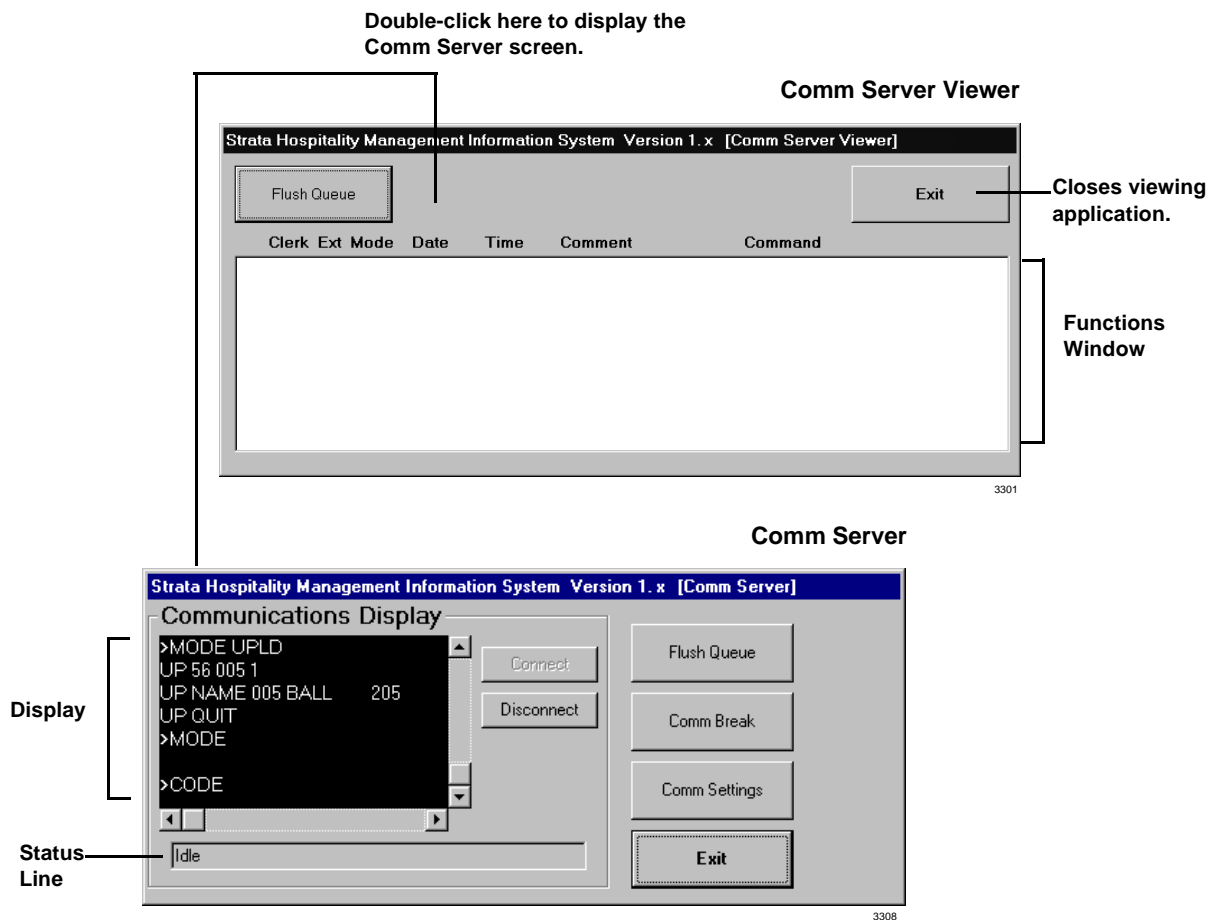 Double-click here to display the
Comm Server screen.
Comm Server Viewer
Strata Hospitality Management Information System Version 1. x [Comm Server Viewer]
Flush Queue
Exit
Closes viewing
application.
Clerk Ext Mode Date Time Comment Command
Functions
Window
3301
Comm Server
Strata Hospitality Management Information System Version 1. x [Comm Server]
Communications Display
>MODE UPLD
UP 56 005 1
UP NAME 005 BALL 205
UP QUIT
>MODE
>CODE
Connect
Disconnect
Flush Queue
Comm Break
Comm Settings
Exit
Display
Status
Line
Idle
3308